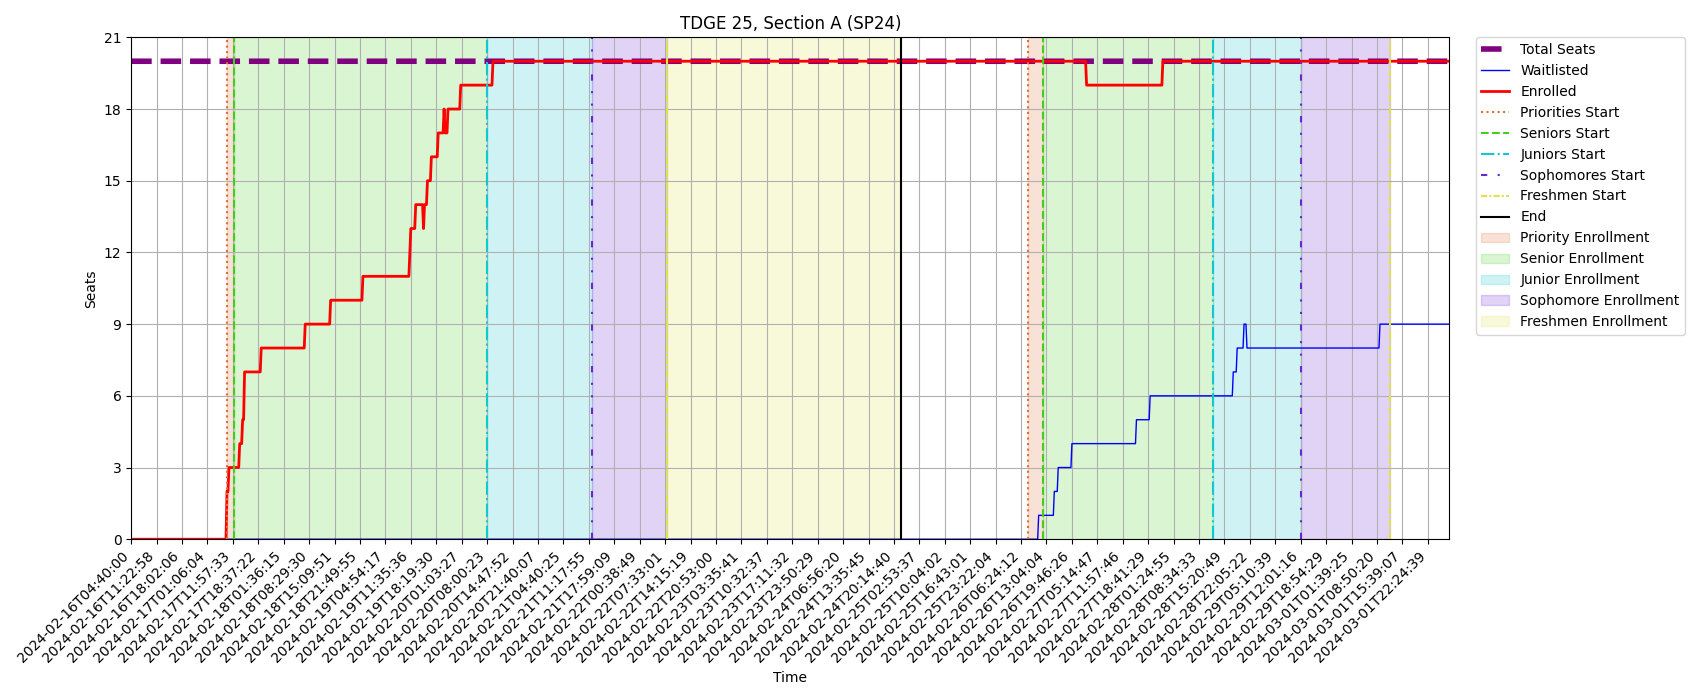 TDGE 25, Section A (SP24)
21
18
15
12
9
6
3
0
Seats
2024-02-16T04:40:00
2024-02-16T11:22:58
2024-02-16T18:02:06
2024-02-17T01:06:04
2024-02-17T11:57:33
2024-02-17T18:37:22
2024-02-18T01:36:15
2024-02-18T08:29:30
2024-02-18T15:09:51
2024-02-18T21:49:55
2024-02-19T04:54:17
2024-02-19T11:35:36
2024-02-19T18:19:30
2024-02-20T01:03:27
2024-02-20T08:00:23
2024-02-20T14:47:52
2024-02-20T21:40:07
2024-02-21T04:40:25
2024-02-21T11:17:55
2024-02-21T17:59:09
2024-02-22T00:38:49
2024-02-22T07:33:01
2024-02-22T14:15:19
2024-02-22T20:53:00
2024-02-23T03:35:41
2024-02-23T10:32:37
2024-02-23T17:11:32
2024-02-23T23:50:29
2024-02-24T06:56:20
2024-02-24T13:35:45
2024-02-24T20:14:40
2024-02-25T02:53:37
2024-02-25T10:04:02
2024-02-25T16:43:01
2024-02-25T23:22:04
2024-02-26T06:24:12
2024-02-26T13:04:04
2024-02-26T19:46:26
2024-02-27T05:14:47
2024-02-27T11:57:46
2024-02-27T18:41:29
2024-02-28T01:24:55
2024-02-28T08:34:33
2024-02-28T15:20:49
2024-02-28T22:05:22
2024-02-29T05:10:39
2024-02-29T12:01:16
2024-02-29T18:54:29
2024-03-01T01:39:25
2024-03-01T08:50:20
2024-03-01T15:39:07
2024-03-01T22:24:39
Time
Total Seats
Waitlisted
Enrolled
Priorities Start
Seniors Start
Juniors Start
Sophomores Start
Freshmen Start
End
Priority Enrollment
Senior Enrollment
Junior Enrollment
Sophomore Enrollment
Freshmen Enrollment